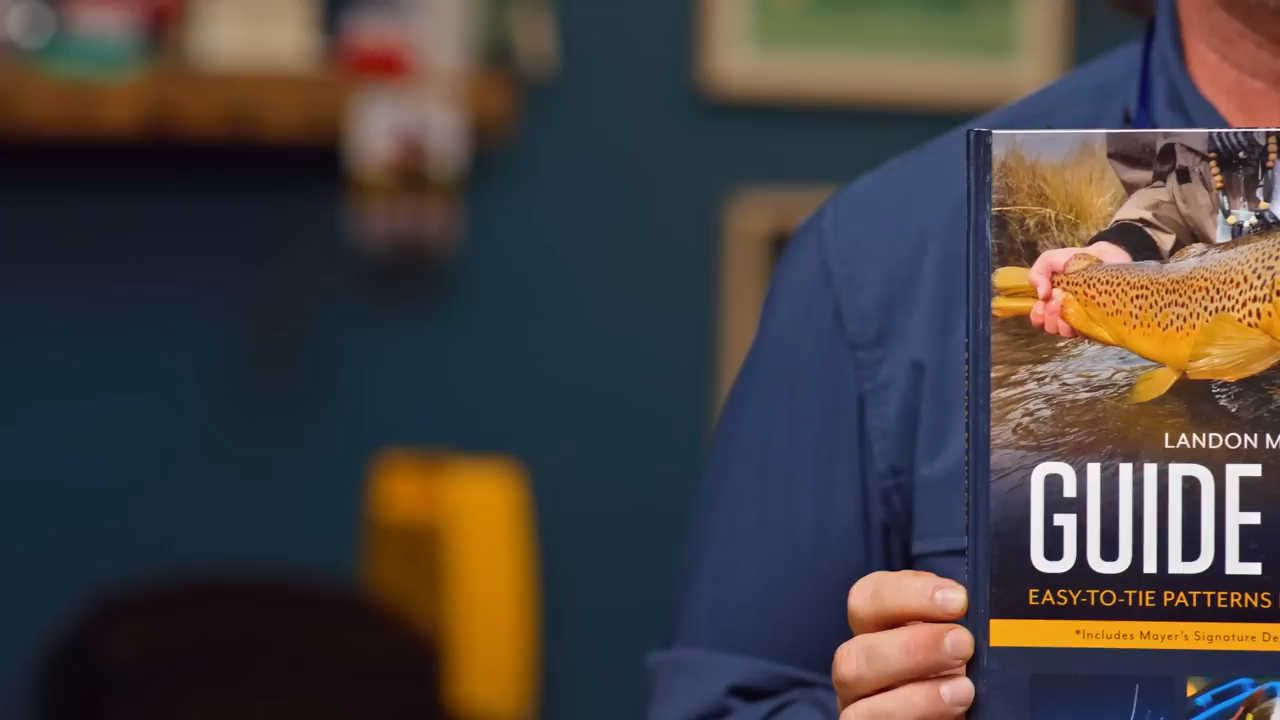 LANDON M
GUIDE
EASY-TO-TIE PATTERNS
*Includes Mayer's Signature De